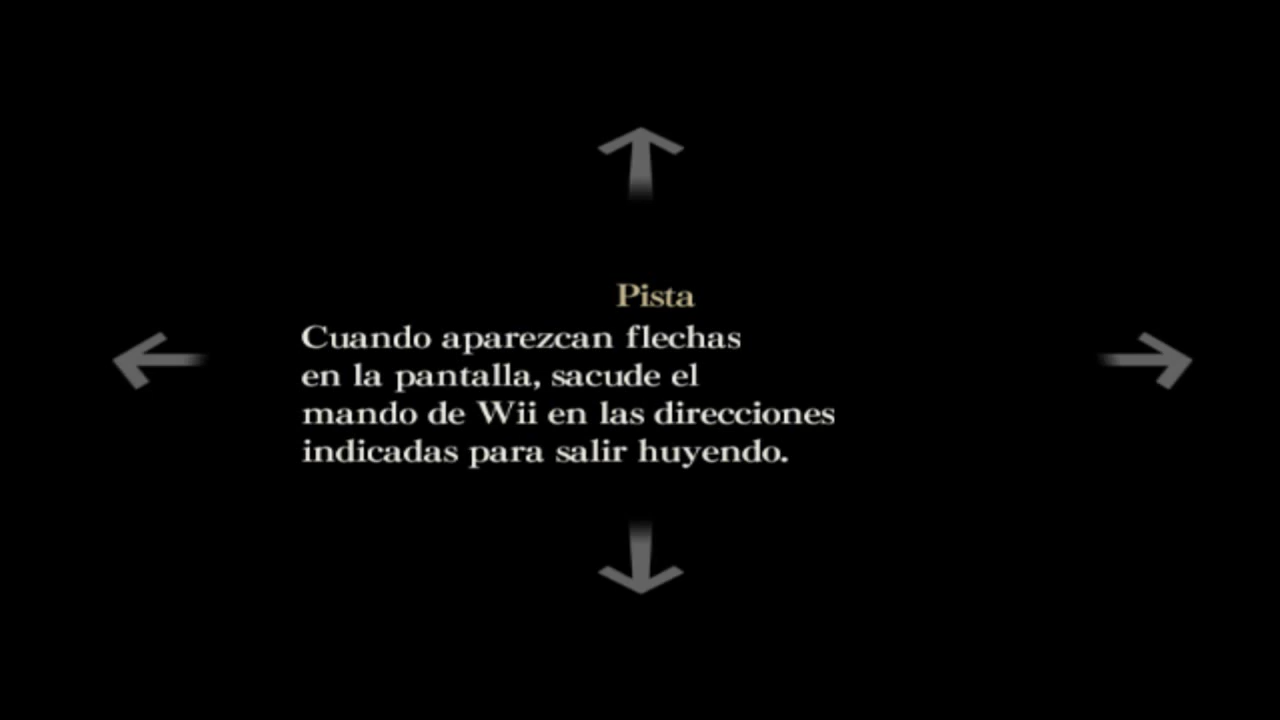 Pista
Cuando aparezcan flechas
en la pantalla, sacude el
mando de Wii en las direcciones
indicadas para salir huyendo.